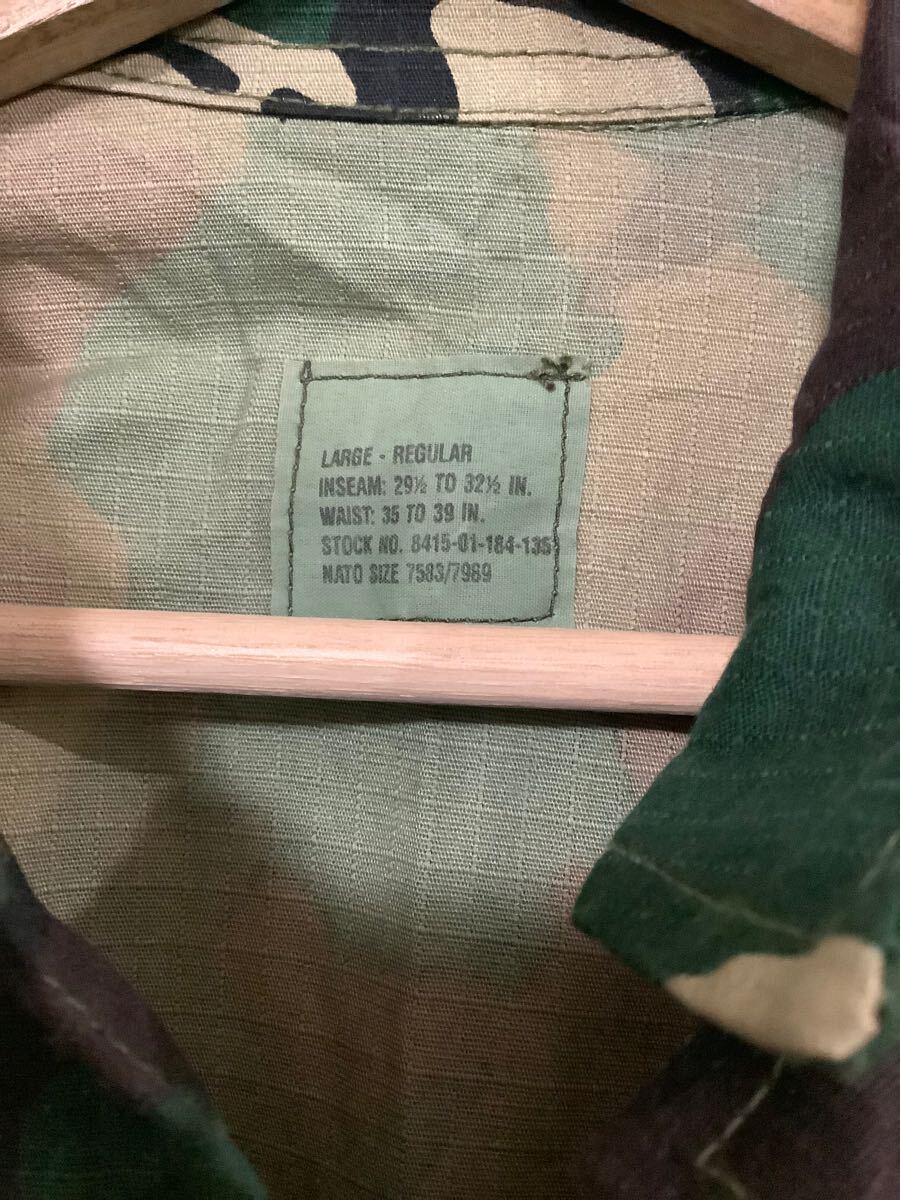 LARGE - REGULAR
INSEAM: 29½ TO 32½ IN.
WAIST: 35 TO 39 IN.
STOCK NO. 8415-01-184-135
NATO SIZE 7583/7989